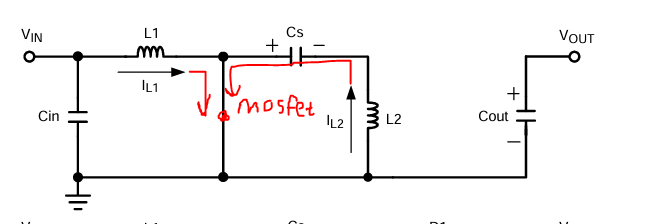 VIN L1 Cs VOUT
+ −
IL1
+
Cin mosfet IL2 L2 Cout
−